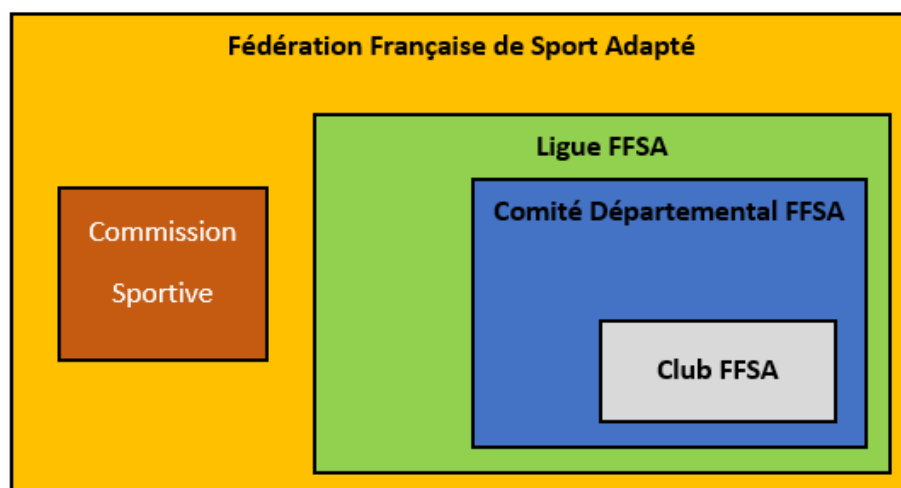 Fédération Française de Sport Adapté
Ligue FFSA
Comité Départemental FFSA
Commission
Sportive
Club FFSA